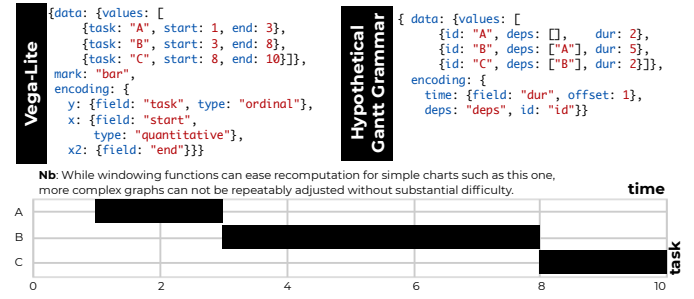 Vega-Lite
{data: {values: [
{task: "A", start: 1, end: 3},
{task: "B", start: 3, end: 8},
{task: "C", start: 8, end: 10}]},
mark: "bar",
encoding: {
y: {field: "task", type: "ordinal"},
x: {field: "start",
type: "quantitative"},
x2: {field: "end"}}}
Hypothetical
Gantt Grammar
{ data: {values: [
{id: "A", deps: [], dur: 2},
{id: "B", deps: ["A"], dur: 5},
{id: "C", deps: ["B"], dur: 2}]},
encoding: {
time: {field: "dur", offset: 1},
deps: "deps", id: "id"}}
Nb: While windowing functions can ease recomputation for simple charts such as this one,
more complex graphs can not be repeatably adjusted without substantial difficulty.
time
A
B
C
task
0 2 4 6 8 10